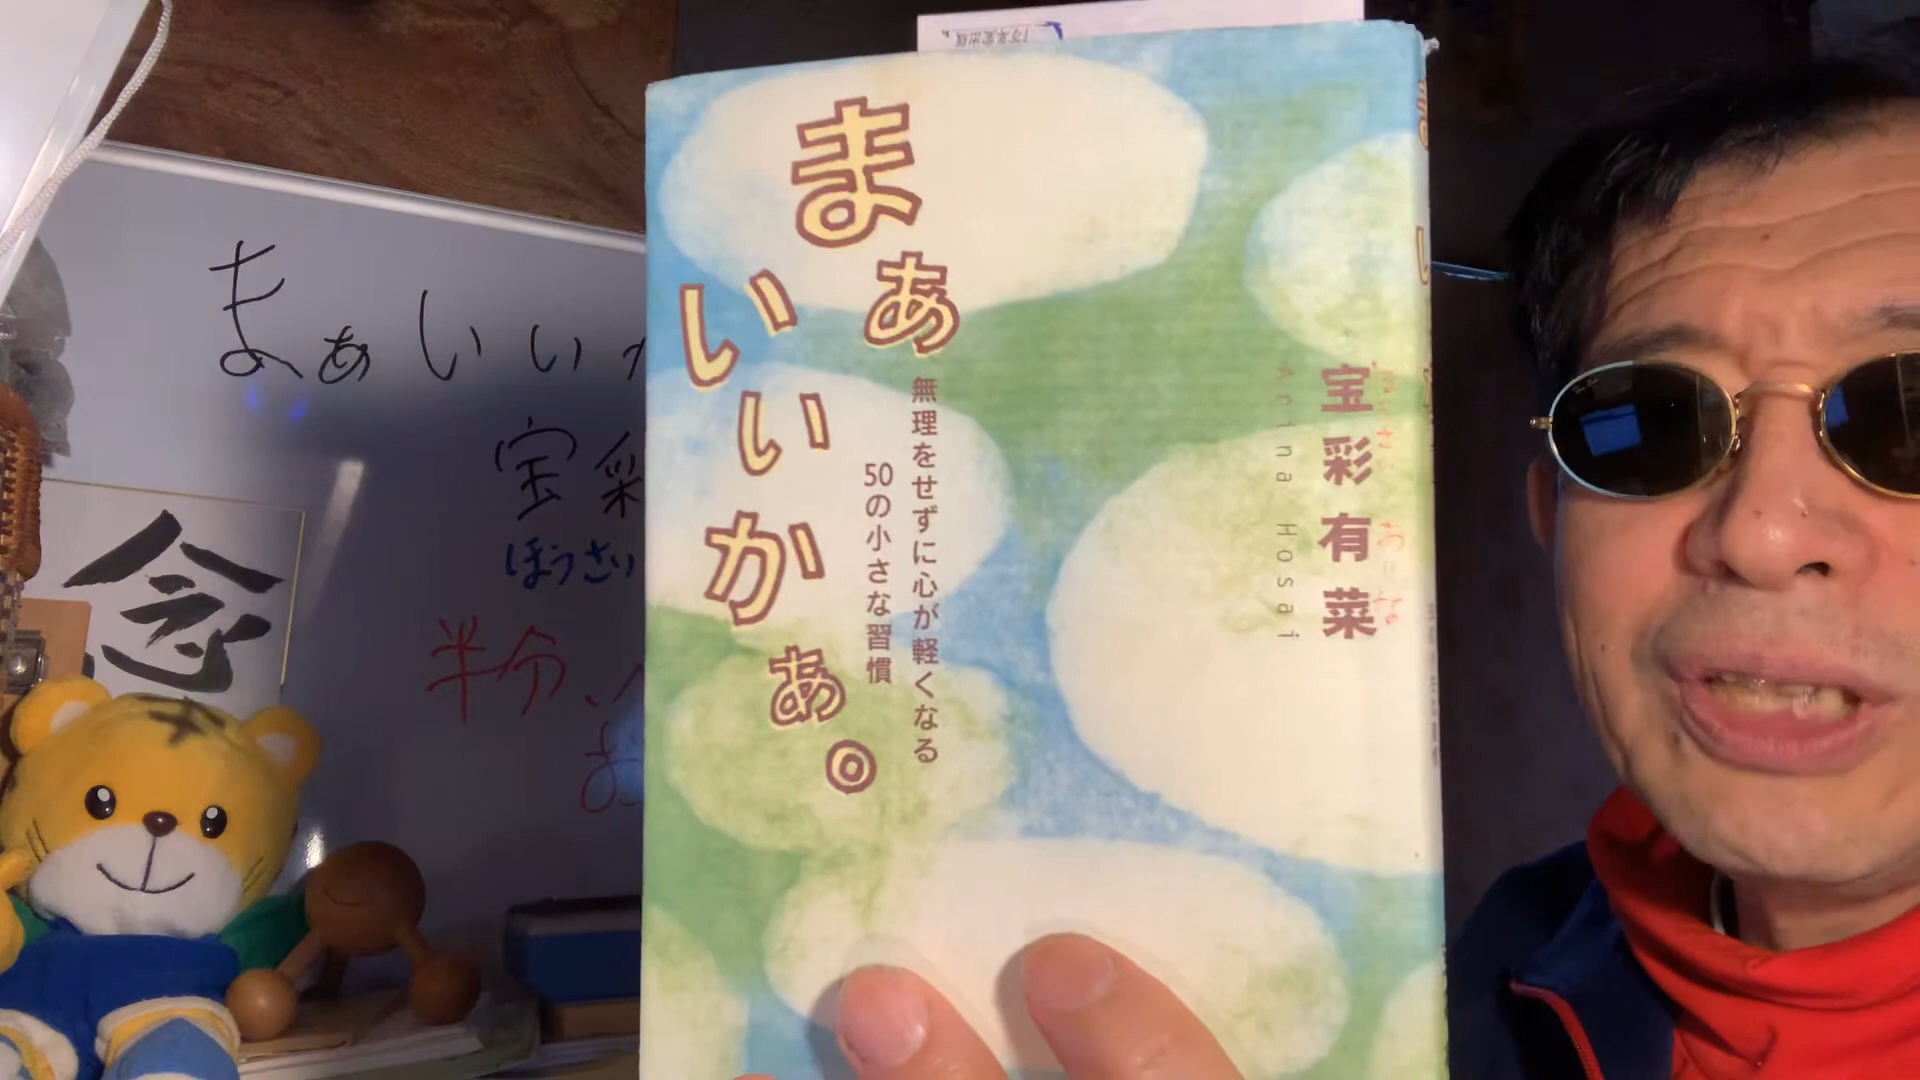 まぁ
いいかぁ。
無理をせずに心が軽くなる
50の小さな習慣
宝彩有菜
Arina Hosai
まぁいい
宝彩
ほうさい
半分、
念